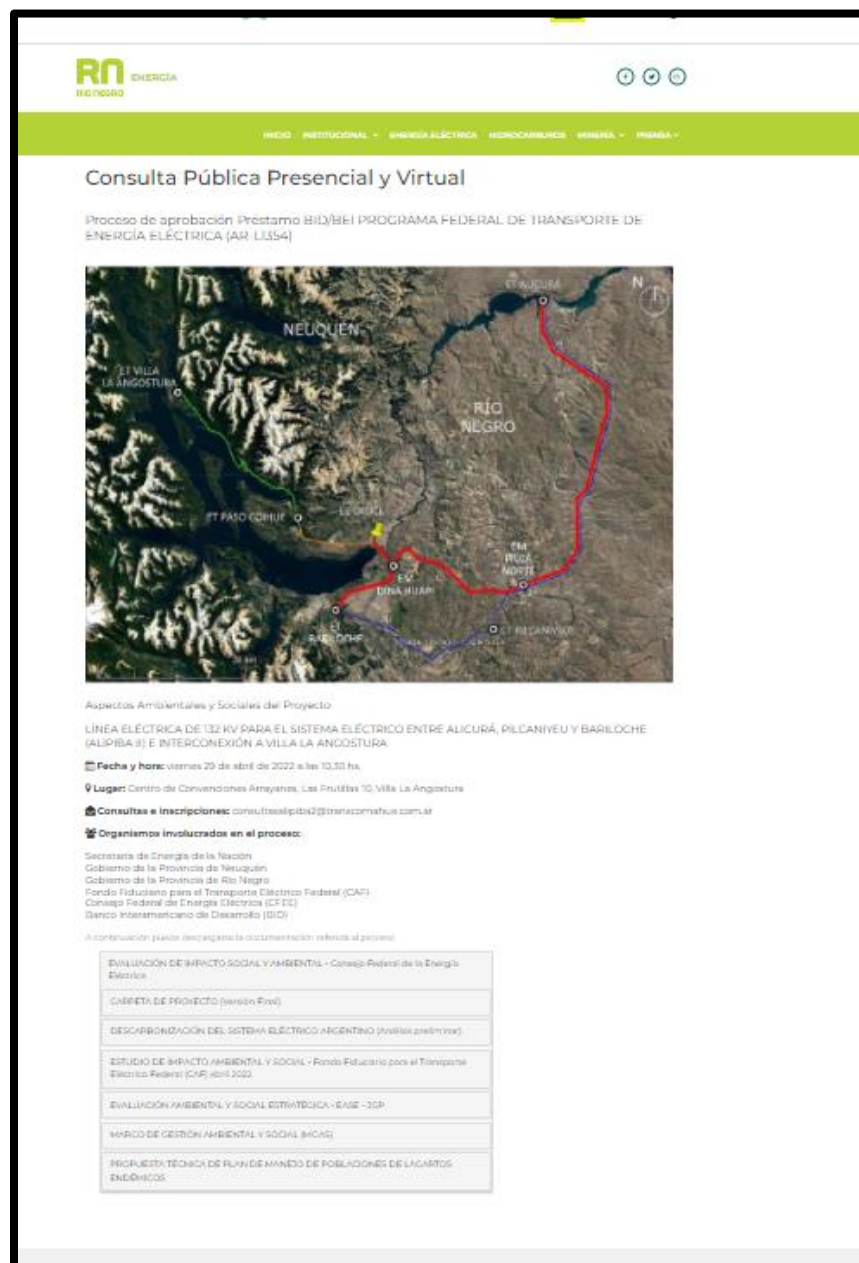 RN ENERGÍA
RIO NEGRO
INICIO INSTITUCIONAL ENERGÍA ELÉCTRICA HIDROCARBUROS MINERÍA PRENSA
Consulta Pública Presencial y Virtual
Proceso de aprobación Préstamo BID/BEI PROGRAMA FEDERAL DE TRANSPORTE DE
ENERGÍA ELÉCTRICA (AR-L1354)
ET ALICURÁ
N
NEUQUÉN
ET VILLA
LA ANGOSTURA
RÍO
NEGRO
ET PASO COIHUE
EM
DINA HUAPI
EM
PILCA
NORTE
ET
BARILOCHE
ET PILCANIYEU
Aspectos Ambientales y Sociales del Proyecto
LÍNEA ELÉCTRICA DE 132 KV PARA EL SISTEMA ELÉCTRICO ENTRE ALICURÁ, PILCANIYEU Y BARILOCHE
(ALIPIBA II) E INTERCONEXIÓN A VILLA LA ANGOSTURA
Fecha y hora: viernes 29 de abril de 2022 a las 10,30 hs.
Lugar: Centro de Convenciones Arrayanes, Las Frutillas 10, Villa La Angostura
Consultas e inscripciones: consultasalipiba2@transcomahue.com.ar
Organismos involucrados en el proceso:
Secretaría de Energía de la Nación
Gobierno de la Provincia de Neuquén
Gobierno de la Provincia de Río Negro
Fondo Fiduciario para el Transporte Eléctrico Federal (CAF)
Consejo Federal de Energía Eléctrica (CFEE)
Banco Interamericano de Desarrollo (BID)
A continuación puede descargarse la documentación referida al proceso
EVALUACIÓN DE IMPACTO SOCIAL Y AMBIENTAL - Consejo Federal de la Energía
Eléctrica
CARPETA DE PROYECTO (Versión Final)
DESCARBONIZACIÓN DEL SISTEMA ELÉCTRICO ARGENTINO (Análisis preliminar)
ESTUDIO DE IMPACTO AMBIENTAL Y SOCIAL - Fondo Fiduciario para el Transporte
Eléctrico Federal (CAF) abril 2022
EVALUACIÓN AMBIENTAL Y SOCIAL ESTRATÉGICA - EASE - JGP
MARCO DE GESTIÓN AMBIENTAL Y SOCIAL (MGAS)
PROPUESTA TÉCNICA DE PLAN DE MANEJO DE POBLACIONES DE LAGARTOS
ENDÉMICOS